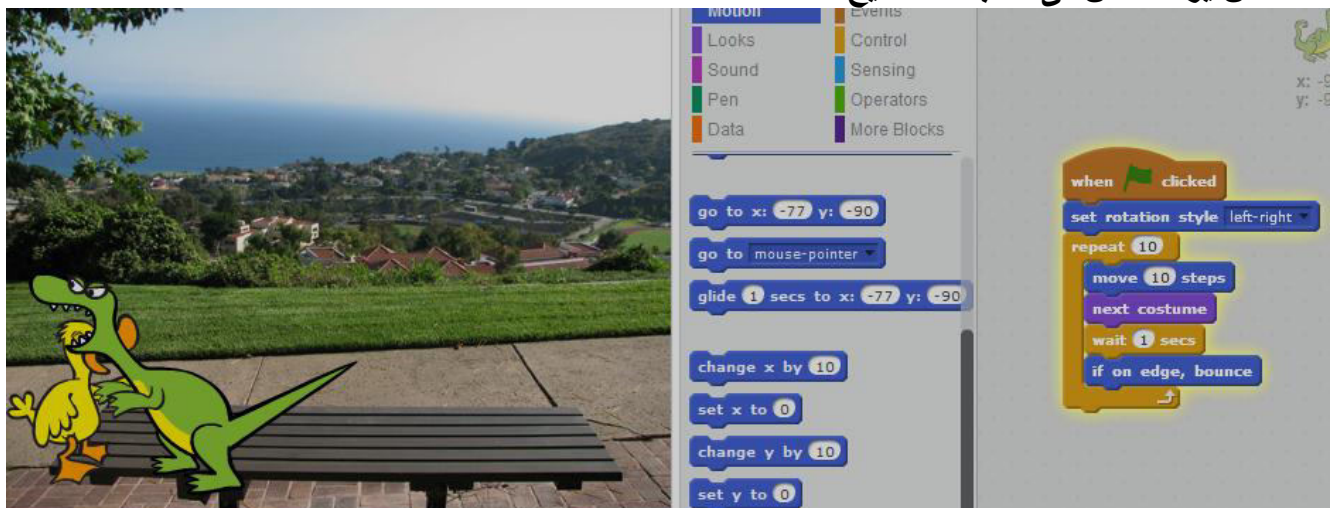 Motion
Events
Looks
Control
Sound
Sensing
Pen
Operators
Data
More Blocks
go to x: -77 y: -90
go to mouse-pointer
glide 1 secs to x: -77 y: -90
change x by 10
set x to 0
change y by 10
set y to 0
x: -9
y: -9
when clicked
set rotation style left-right
repeat 10
move 10 steps
next costume
wait 1 secs
if on edge, bounce